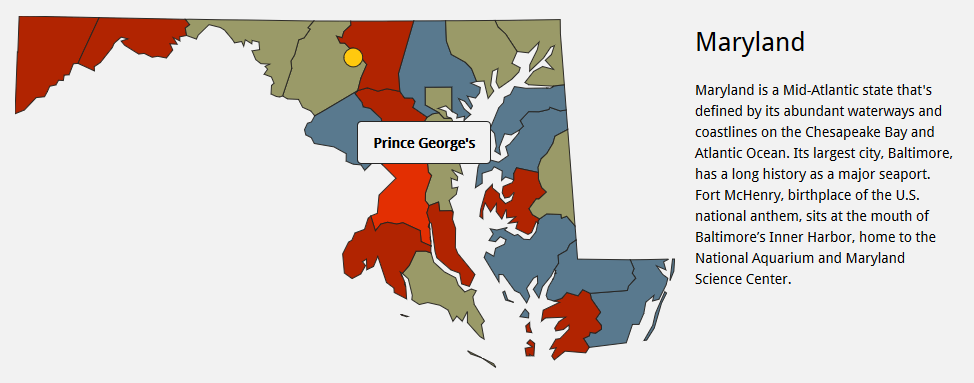 Maryland
Maryland is a Mid-Atlantic state that's
defined by its abundant waterways and
coastlines on the Chesapeake Bay and
Atlantic Ocean. Its largest city, Baltimore,
has a long history as a major seaport.
Fort McHenry, birthplace of the U.S.
national anthem, sits at the mouth of
Baltimore’s Inner Harbor, home to the
National Aquarium and Maryland
Science Center.
Prince George's